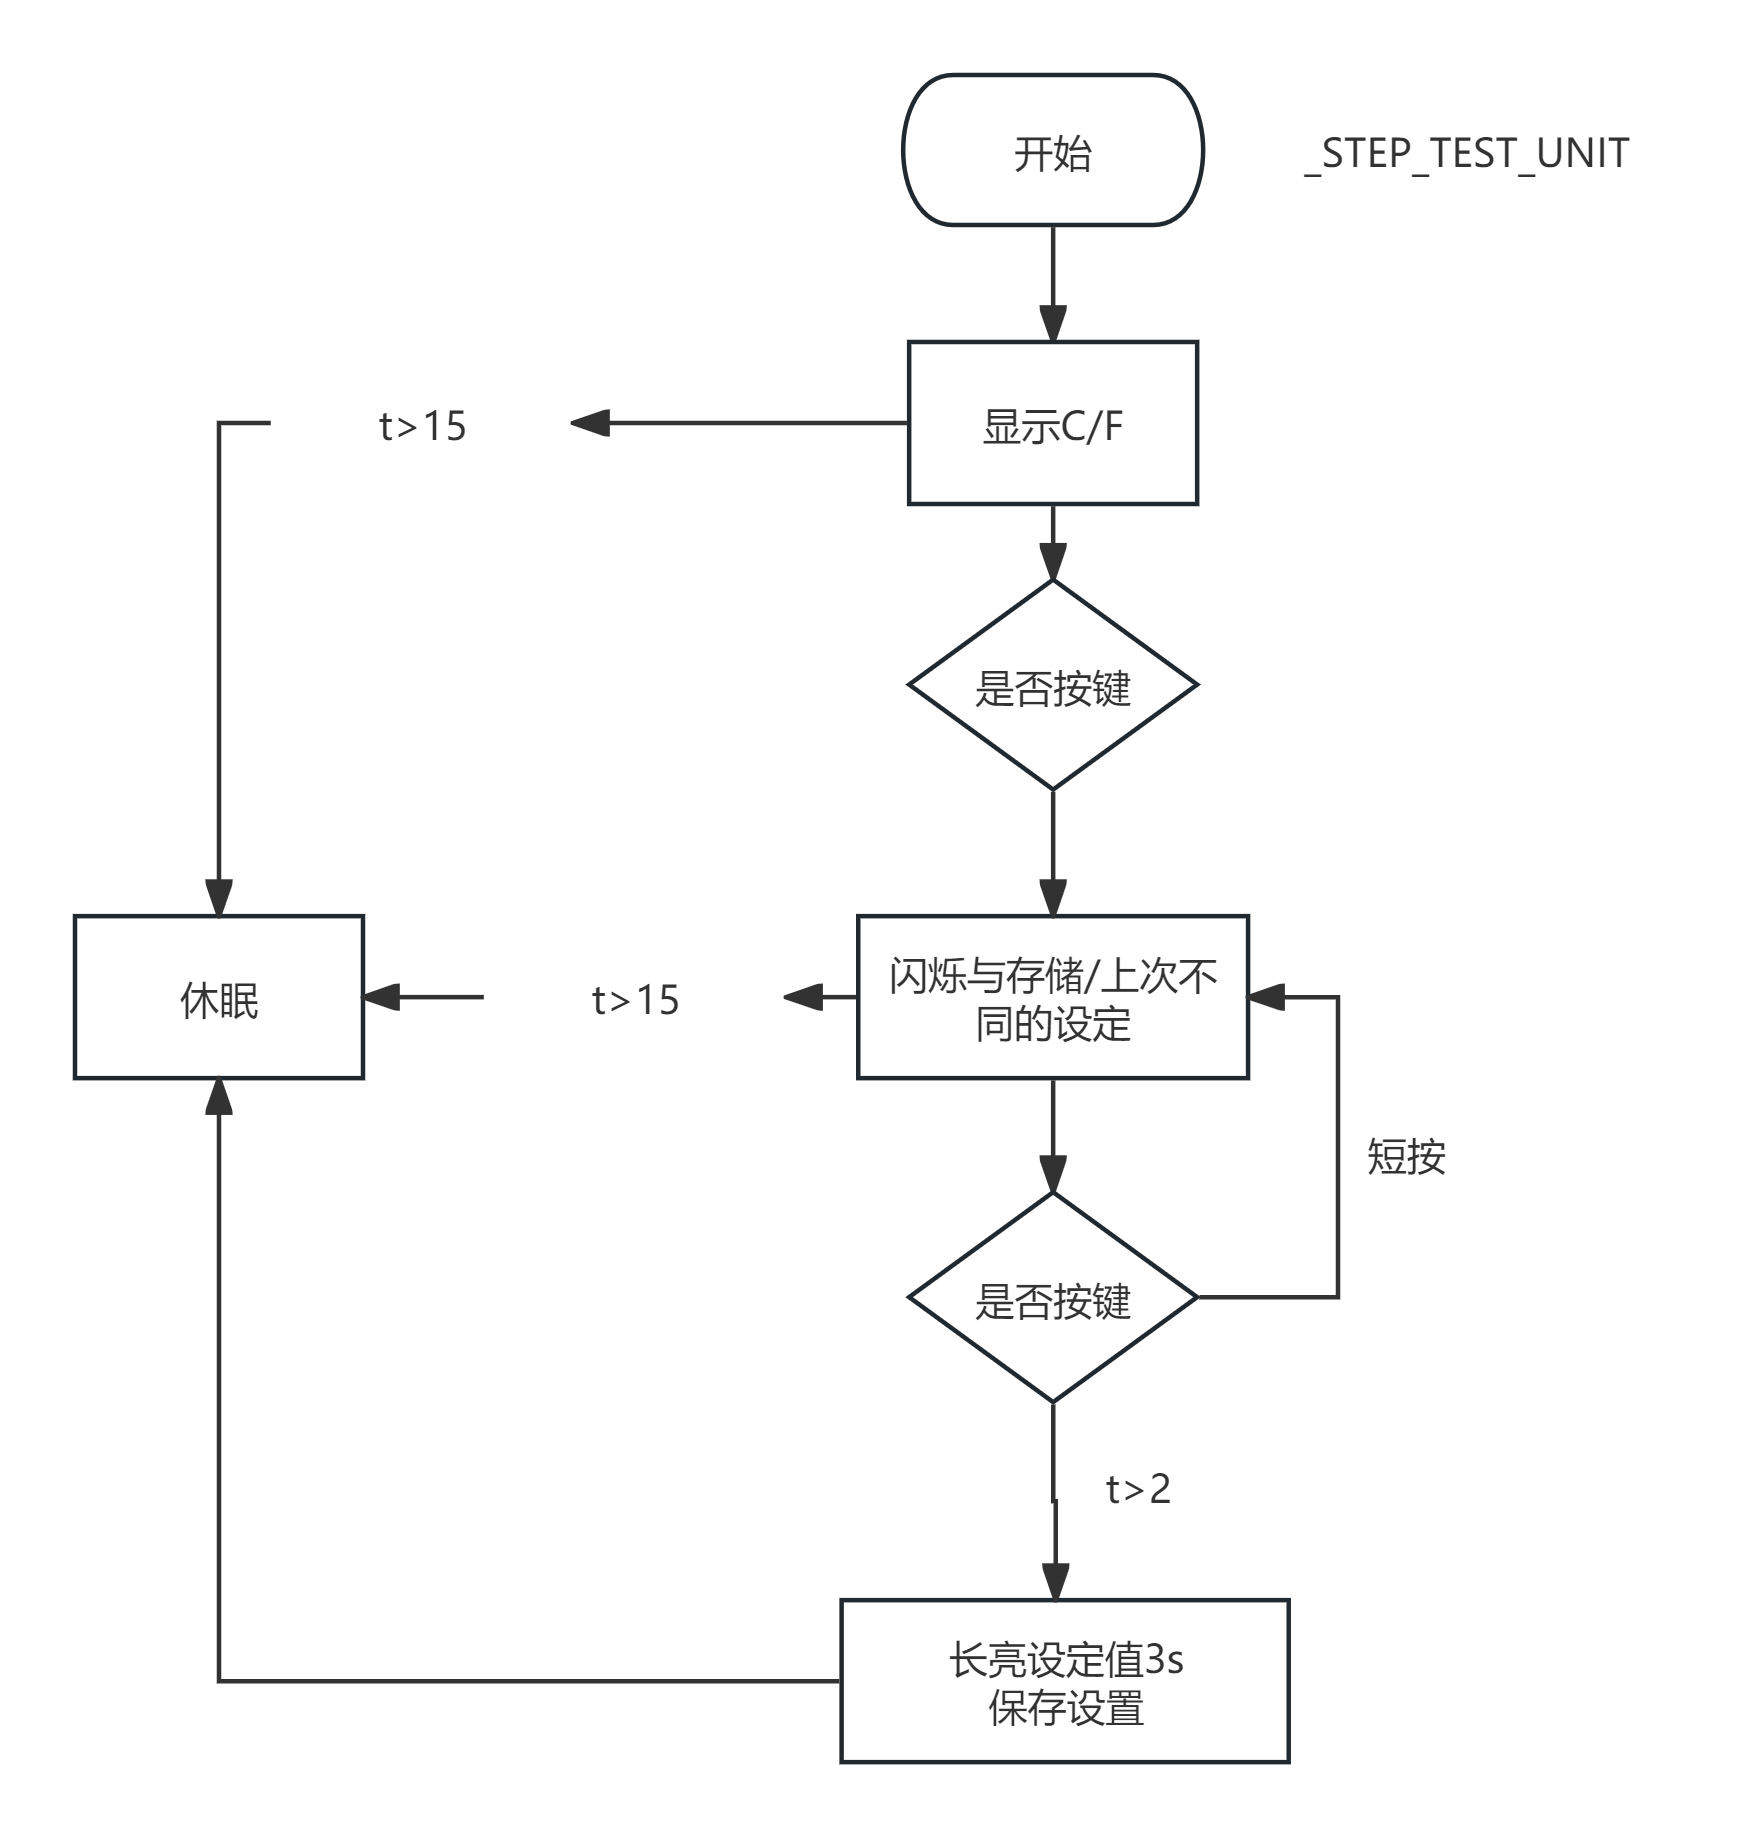 开始
_STEP_TEST_UNIT
t>15
显示C/F
是否按键
休眠
t>15
闪烁与存储/上次不
同的设定
短按
是否按键
t>2
长亮设定值3s
保存设置